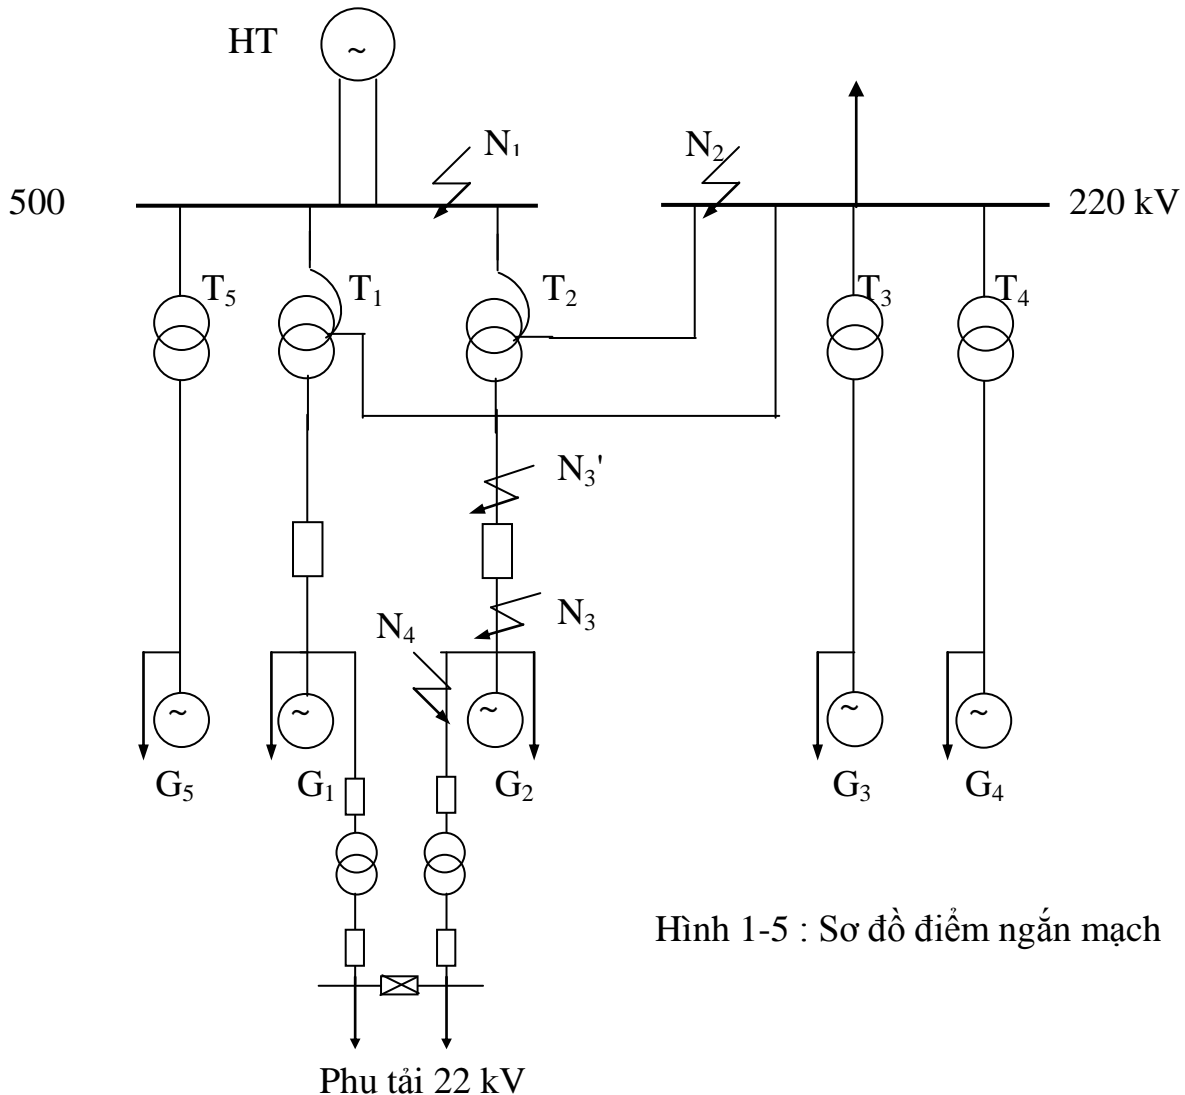 HT
~
N₁
N₂
500
220 kV
T₅
T₁
T₂
T₃
T₄
N₃'
N₃
N₄
~
~
~
~
~
G₅
G₁
G₂
G₃
G₄
Hình 1-5 : Sơ đồ điểm ngắn mạch
Phu tải 22 kV